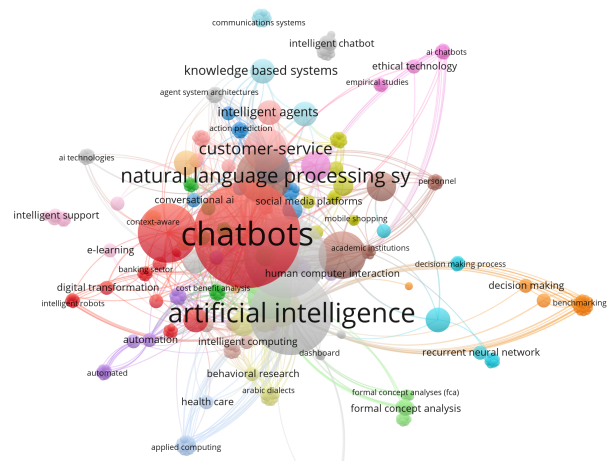 communications systems
intelligent chatbot
ai chatbots
ethical technology
knowledge based systems
empirical studies
agent system architectures
intelligent agents
action prediction
customer-service
ai technologies
natural language processing sy
personnel
conversational ai
social media platforms
intelligent support
context-aware
mobile shopping
chatbots
e-learning
academic institutions
banking sector
human computer interaction
decision making process
digital transformation
cost benefit analysis
decision making
intelligent robots
benchmarking
artificial intelligence
automation
intelligent computing
dashboard
recurrent neural network
automated
behavioral research
arabic dialects
formal concept analyses (fca)
health care
formal concept analysis
applied computing